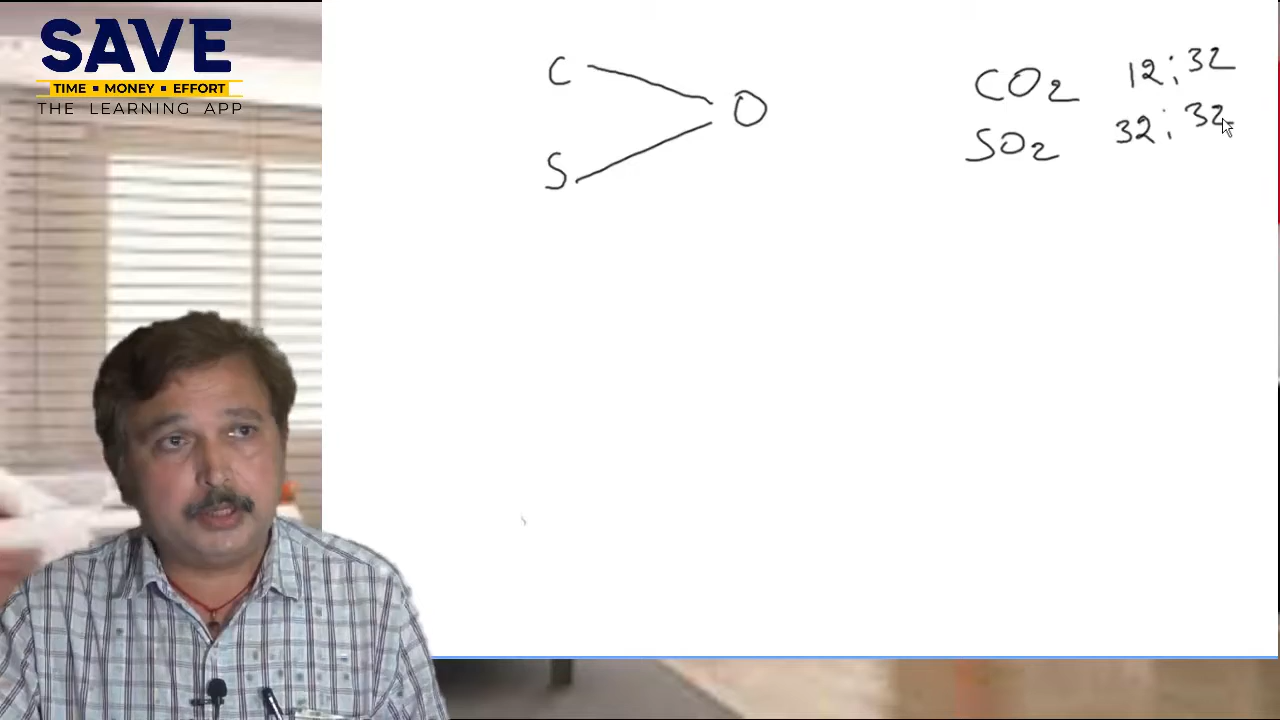 SAVE
TIME ▪ MONEY ▪ EFFORT
THE LEARNING APP
C
O
S
CO2 12 : 32
SO2 32 : 32